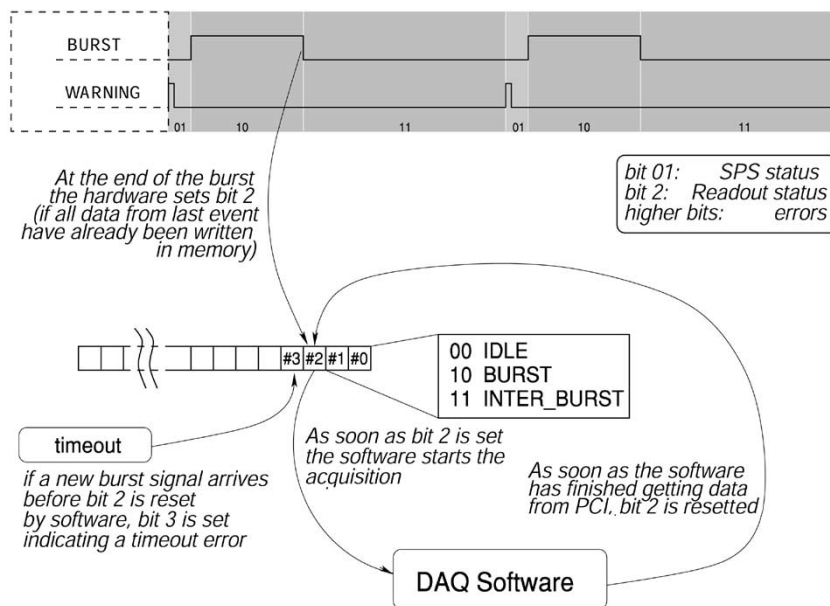 BURST
WARNING
01 10 11 01 10 11
At the end of the burst
the hardware sets bit 2
(if all data from last event
have already been written
in memory)
bit 01: SPS status
bit 2: Readout status
higher bits: errors
#3 #2 #1 #0
00 IDLE
10 BURST
11 INTER_BURST
timeout
if a new burst signal arrives
before bit 2 is reset
by software, bit 3 is set
indicating a timeout error
As soon as bit 2 is set
the software starts the
acquisition
As soon as the software
has finished getting data
from PCI, bit 2 is resetted
DAQ Software